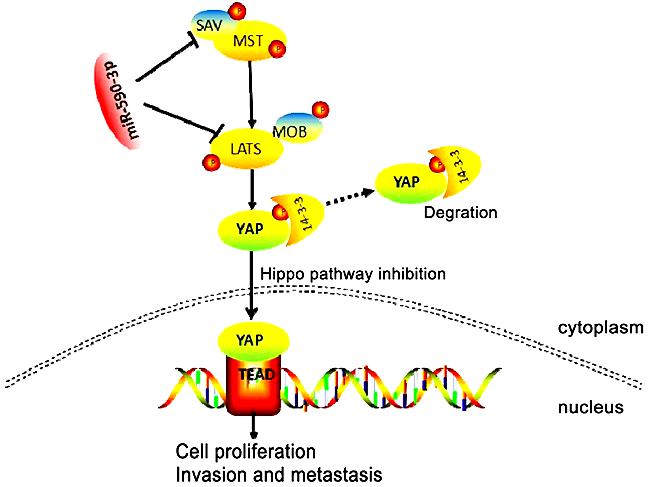 SAV
P
MST
P
miR-590-3p
P
MOB
LATS
P
P
14-3-3
YAP
P
14-3-3
YAP
Degration
Hippo pathway inhibition
YAP
cytoplasm
TEAD
nucleus
Cell proliferation
Invasion and metastasis